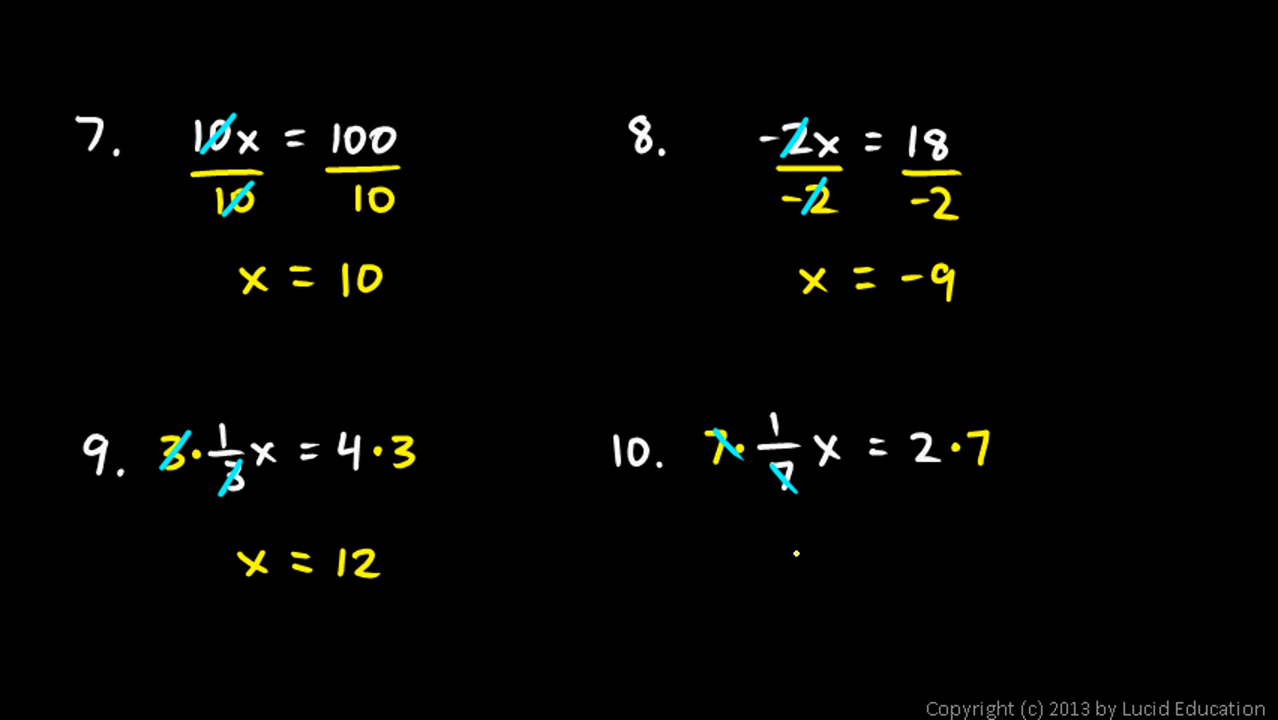 7. 10x = 100
10 10
x = 10
8. -2x = 18
-2 -2
x = -9
9. 3·1/3x = 4·3
x = 12
10. 7·1/7x = 2·7
Copyright (c) 2013 by Lucid Education